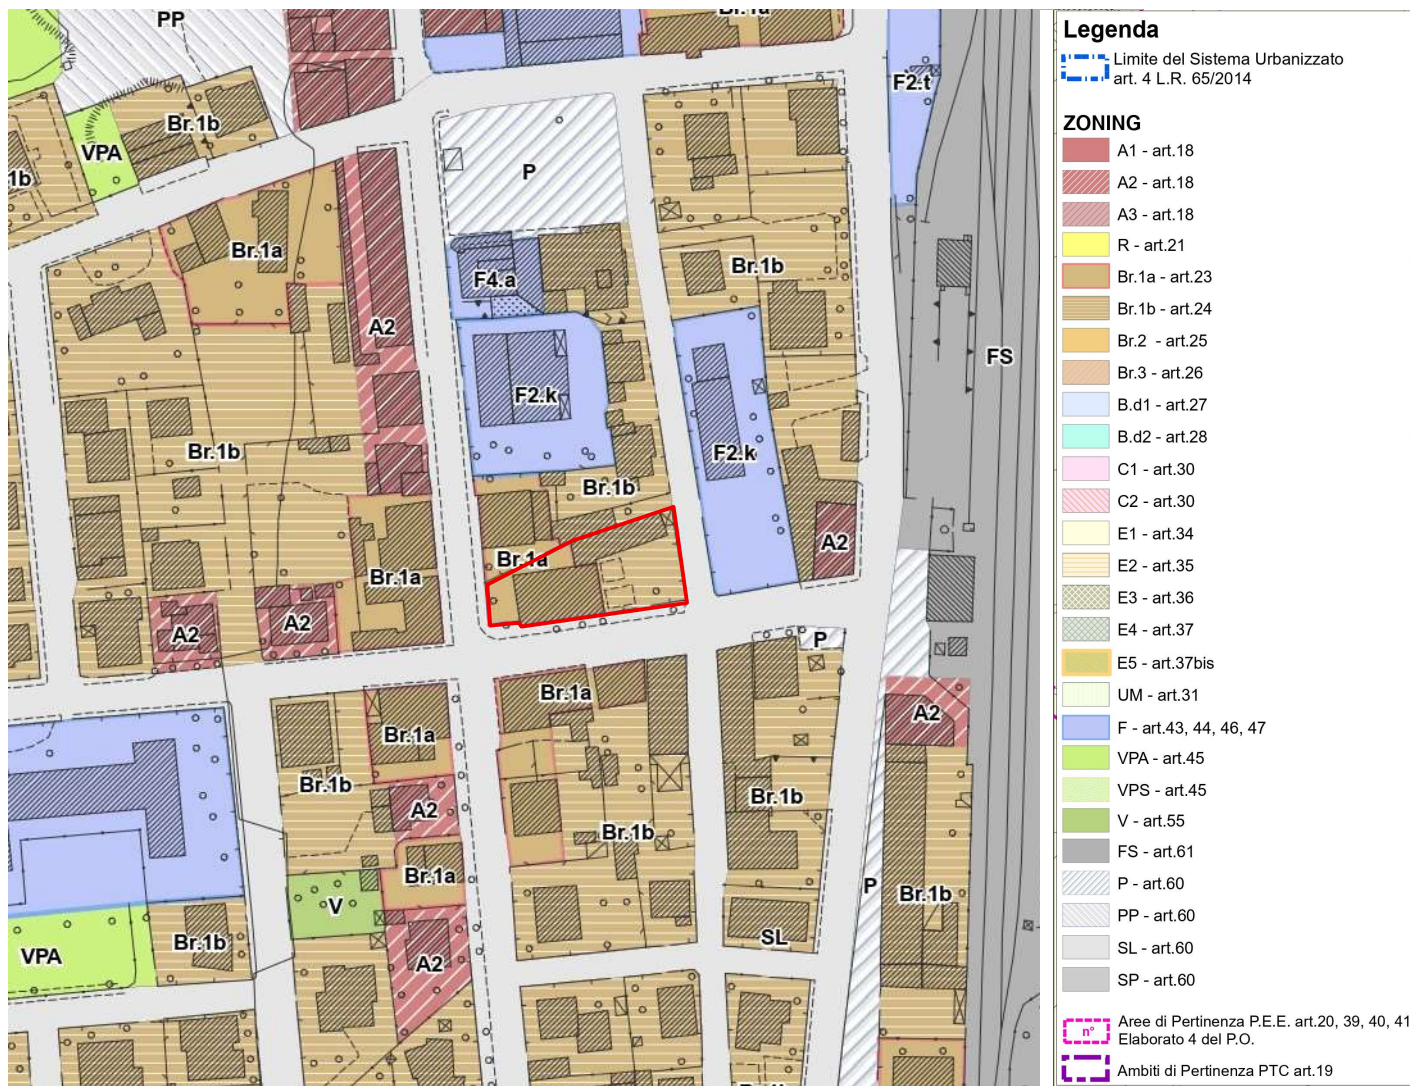 PP
Br.1a
F2.t
Br.1b
VPA
1b
P
Br.1a
Br.1b
F4.a
A2
FS
F2.k
Br.1b
F2.k
Br.1b
A2
Br.1a
Br.1a
A2
A2
P
Br.1a
A2
Br.1a
Br.1b
Br.1b
A2
Br.1b
Br.1a
P
Br.1b
V
SL
Br.1b
VPA
A2
Legenda
Limite del Sistema Urbanizzato
art. 4 L.R. 65/2014
ZONING
A1 - art.18
A2 - art.18
A3 - art.18
R - art.21
Br.1a - art.23
Br.1b - art.24
Br.2 - art.25
Br.3 - art.26
B.d1 - art.27
B.d2 - art.28
C1 - art.30
C2 - art.30
E1 - art.34
E2 - art.35
E3 - art.36
E4 - art.37
E5 - art.37bis
UM - art.31
F - art.43, 44, 46, 47
VPA - art.45
VPS - art.45
V - art.55
FS - art.61
P - art.60
PP - art.60
SL - art.60
SP - art.60
n°
Aree di Pertinenza P.E.E. art.20, 39, 40, 41
Elaborato 4 del P.O.
Ambiti di Pertinenza PTC art.19